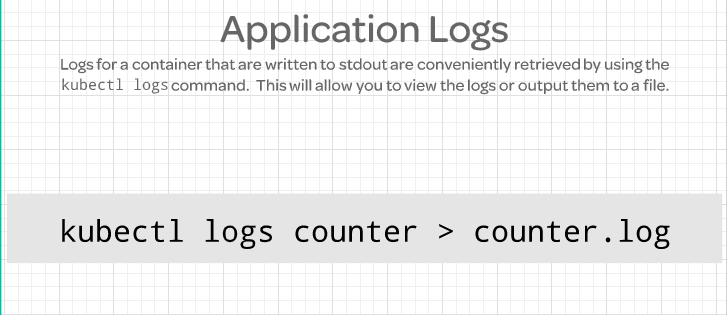 Application Logs
Logs for a container that are written to stdout are conveniently retrieved by using the
kubectl logs command. This will allow you to view the logs or output them to a file.
kubectl logs counter > counter.log